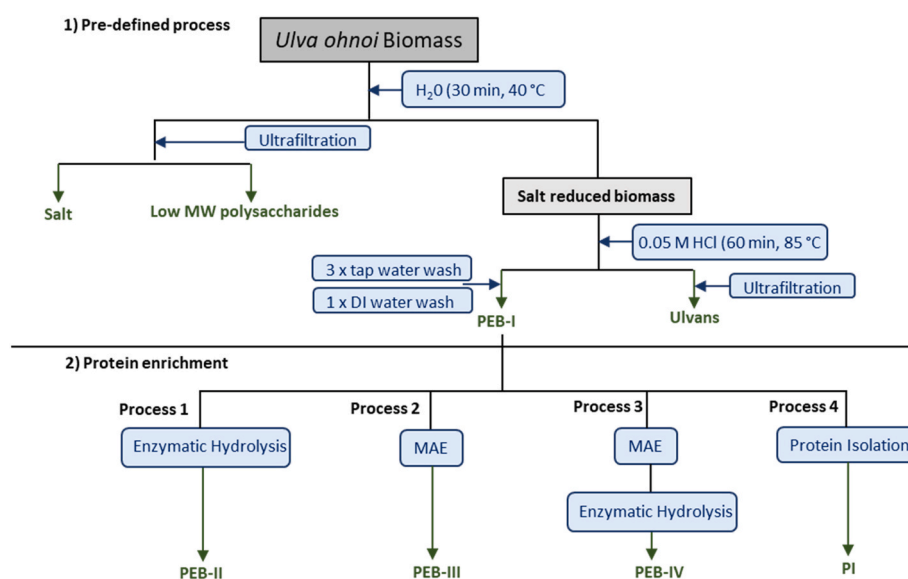 1) Pre-defined process
Ulva ohnoi Biomass
H₂0 (30 min, 40 °C
Ultrafiltration
Salt
Low MW polysaccharides
Salt reduced biomass
0.05 M HCl (60 min, 85 °C
3 x tap water wash
1 x DI water wash
Ultrafiltration
PEB-I
Ulvans
2) Protein enrichment
Process 1
Process 2
Process 3
Process 4
Enzymatic Hydrolysis
MAE
MAE
Protein Isolation
Enzymatic Hydrolysis
PEB-II
PEB-III
PEB-IV
PI